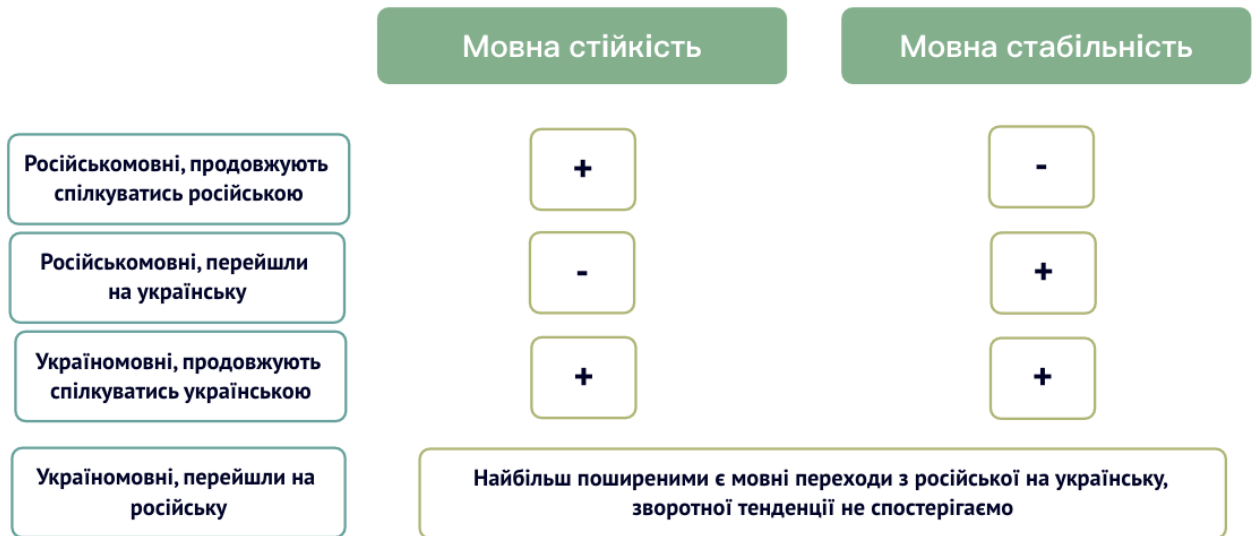 Мовна стійкість
Мовна стабільність
Російськомовні, продовжують
спілкуватись російською
+
-
Російськомовні, перейшли
на українську
-
+
Україномовні, продовжують
спілкуватись українською
+
+
Україномовні, перейшли на
російську
Найбільш поширеними є мовні переходи з російської на українську,
зворотної тенденції не спостерігаємо